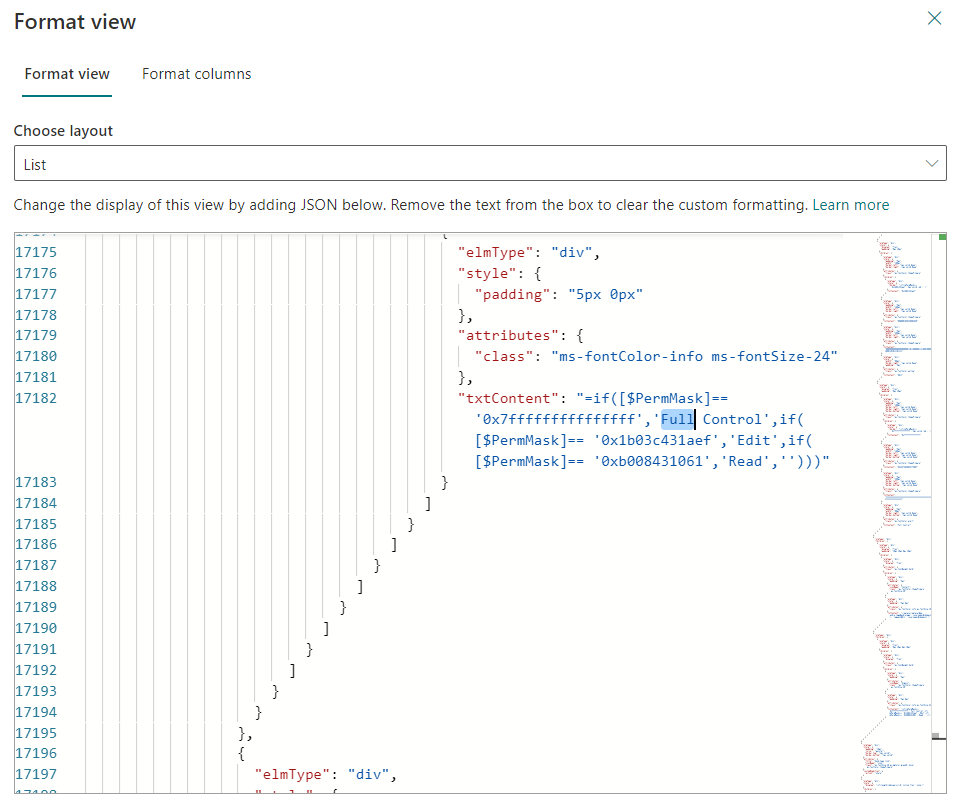 Format view
Format view
Format columns
Choose layout
List
Change the display of this view by adding JSON below. Remove the text from the box to clear the custom formatting. Learn more
17175 "elmType": "div",
17176 "style": {
17177 "padding": "5px 0px"
17178 },
17179 "attributes": {
17180 "class": "ms-fontColor-info ms-fontSize-24"
17181 },
17182 "txtContent": "=if([$PermMask]==
'0x7fffffffffffffff','Full Control',if(
[$PermMask]== '0x1b03c431aef','Edit',if(
[$PermMask]== '0xb008431061','Read','')))"
17183 }
17184 ]
17185 }
17186 ]
17187 }
17188 ]
17189 }
17190 ]
17191 }
17192 ]
17193 }
17194 }
17195 },
17196 {
17197 "elmType": "div",